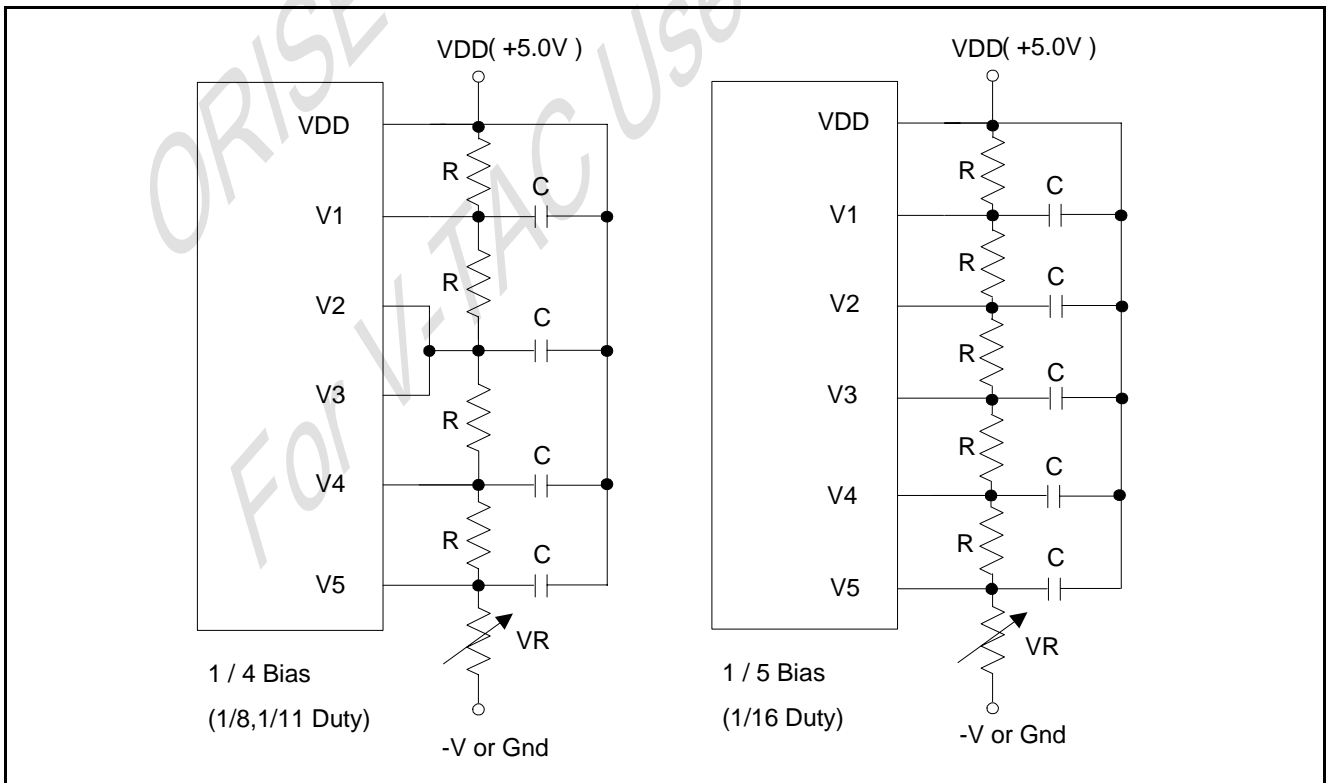 ORISE
For V-TAC Use
VDD( +5.0V )
VDD
R
C
V1
R
V2
C
V3
R
C
V4
R
C
V5
VR
1 / 4 Bias
(1/8,1/11 Duty)
-V or Gnd
VDD( +5.0V )
VDD
R
C
V1
R
C
V2
R
C
V3
R
C
V4
R
C
V5
VR
1 / 5 Bias
(1/16 Duty)
-V or Gnd